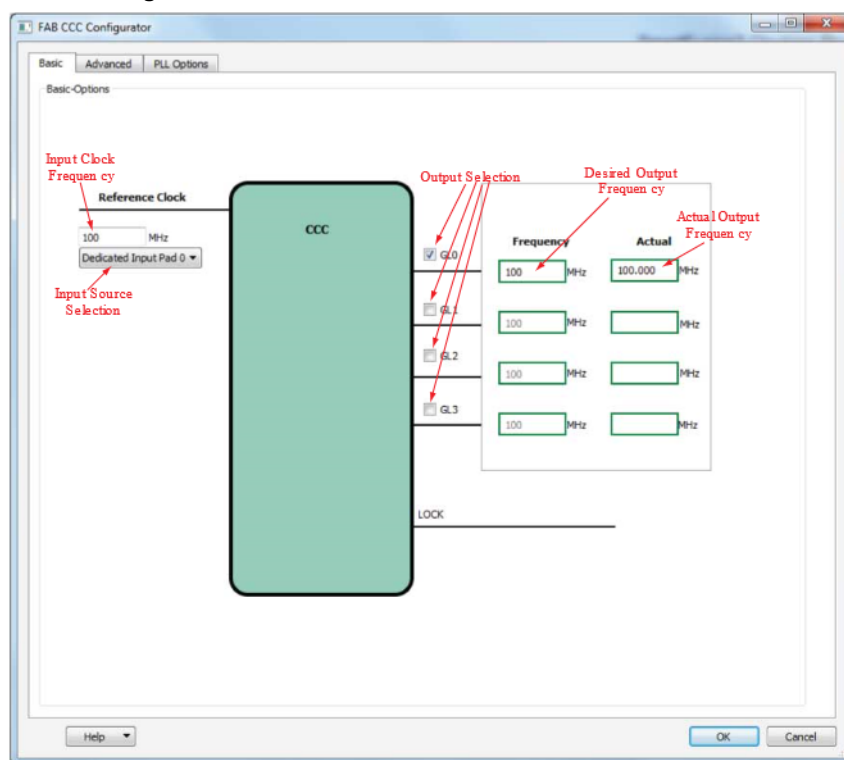 FAB CCC Configurator
Basic Advanced PLL Options
Basic-Options
Input Clock
Frequen cy
Reference Clock
100 MHz
Dedicated Input Pad 0
Input Source
Selection
CCC
Output Selection
Desired Output
Frequen cy
Actual Output
Frequen cy
Frequency Actual
GL0 100 MHz 100.000 MHz
GL1 100 MHz MHz
GL2 100 MHz MHz
GL3 100 MHz MHz
LOCK
Help OK Cancel